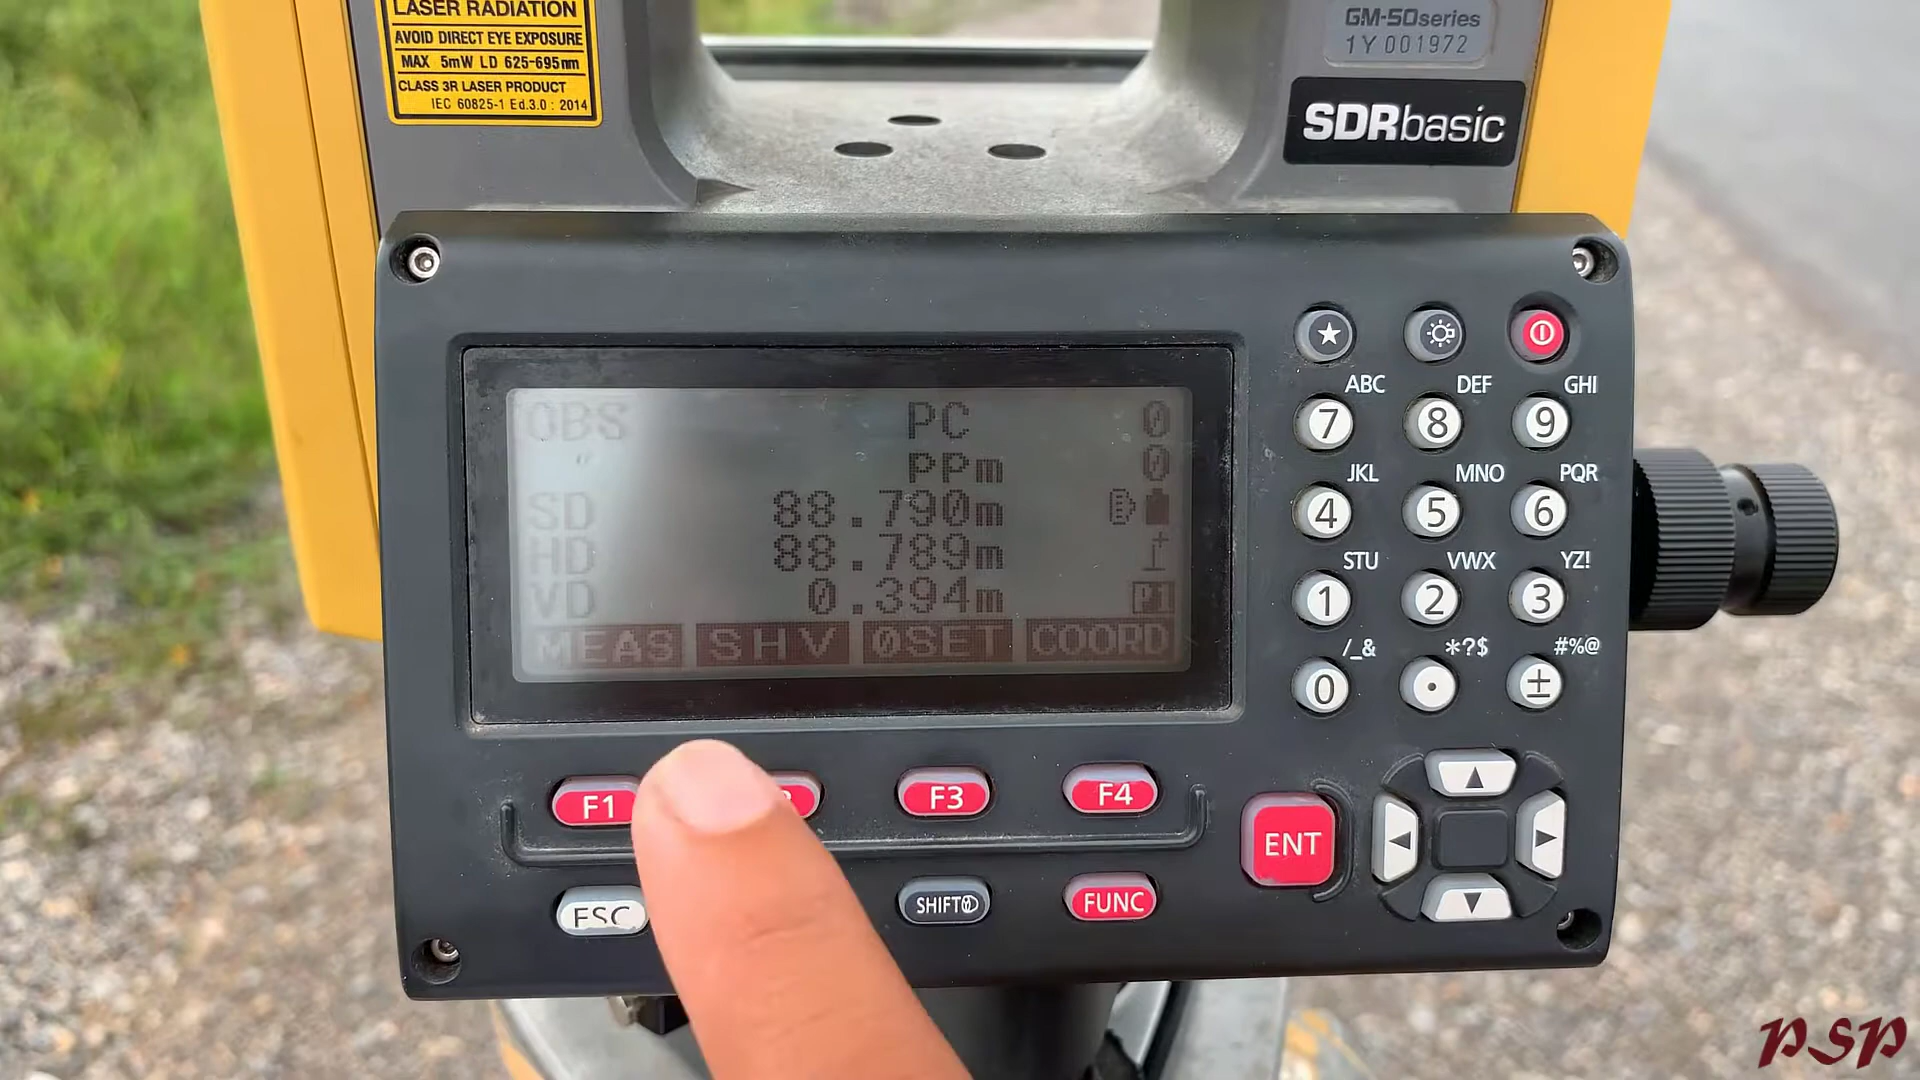 LASER RADIATION
AVOID DIRECT EYE EXPOSURE
MAX 5mW LD 625-695nm
CLASS 3R LASER PRODUCT
IEC 60825-1 Ed.3.0 : 2014
GM-50series
1Y 001972
SDRbasic
OBS PC 0
ppm 0
SD 88.790m
HD 88.789m
VD 0.394m
P1
MEAS SHV 0SET COORD
ABC DEF GHI
7 8 9
JKL MNO PQR
4 5 6
STU VWX YZ!
1 2 3
/_& *?$ #%@
0 . ±
F1 F3 F4
ENT
ESC SHIFT FUNC
PSP